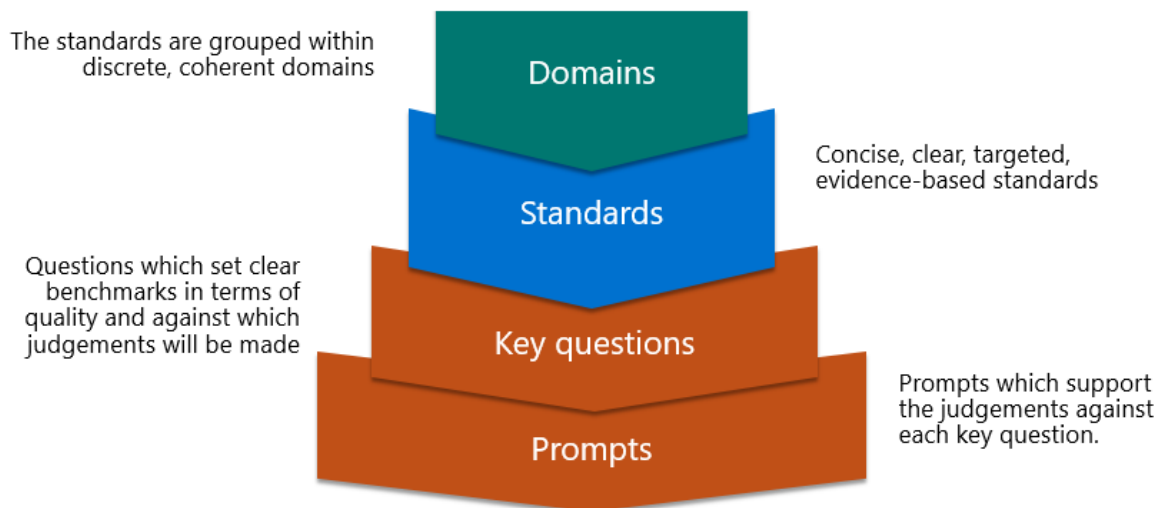 The standards are grouped within
discrete, coherent domains
Domains
Concise, clear, targeted,
evidence-based standards
Standards
Questions which set clear
benchmarks in terms of
quality and against which
judgements will be made
Key questions
Prompts which support
the judgements against
each key question.
Prompts